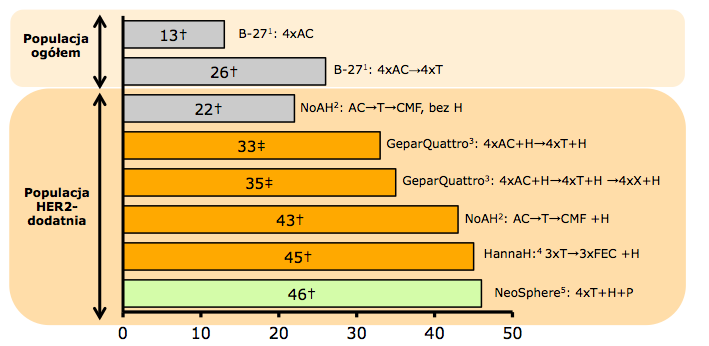 Populacja
ogółem
13† B-27¹: 4xAC
26† B-27¹: 4xAC→4xT
Populacja
HER2-
dodatnia
22† NoAH²: AC→T→CMF, bez H
33‡ GeparQuattro³: 4xAC+H→4xT+H
35‡ GeparQuattro³: 4xAC+H→4xT+H →4xX+H
43† NoAH²: AC→T→CMF +H
45† HannaH:⁴ 3xT→3xFEC +H
46† NeoSphere⁵: 4xT+H+P
0 10 20 30 40 50